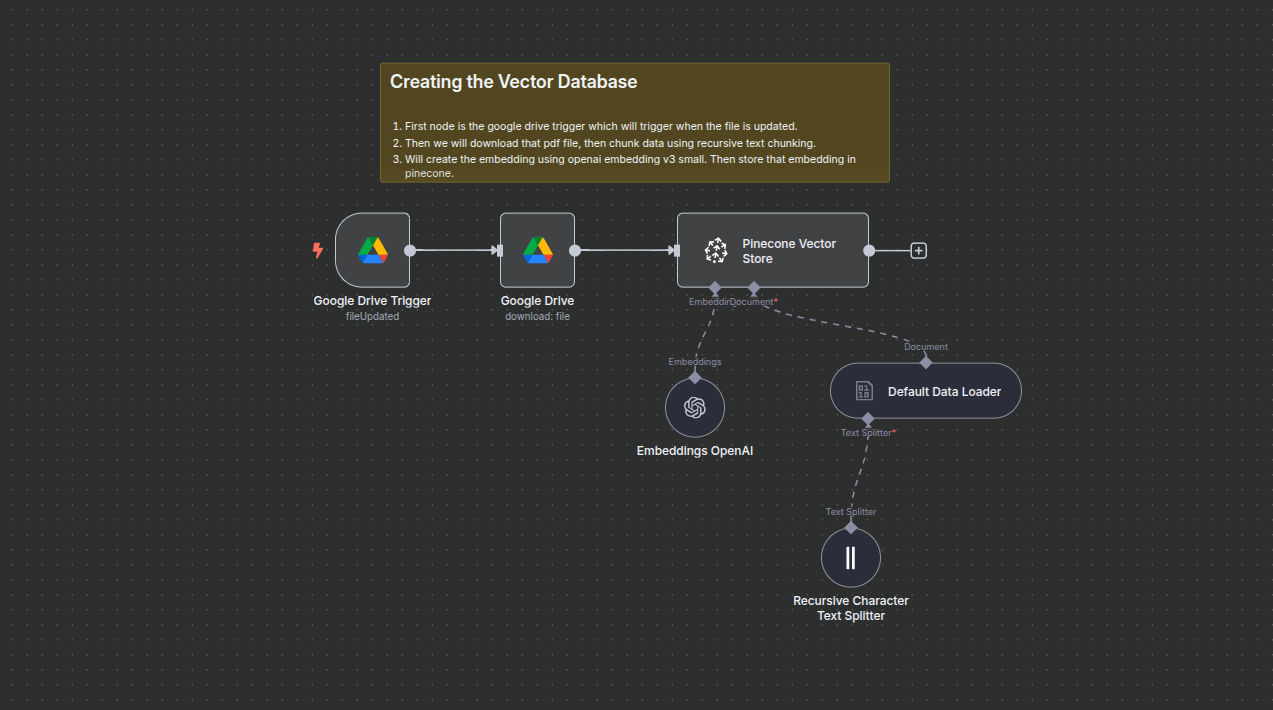 Creating the Vector Database
1. First node is the google drive trigger which will trigger when the file is updated.
2. Then we will download that pdf file, then chunk data using recursive text chunking.
3. Will create the embedding using openai embedding v3 small. Then store that embedding in
pinecone.
Google Drive Trigger
fileUpdated
Google Drive
download: file
Pinecone Vector
Store
Embeddin
Document*
Embeddings
Embeddings OpenAI
Document
Default Data Loader
Text Splitter*
Text Splitter
Recursive Character
Text Splitter